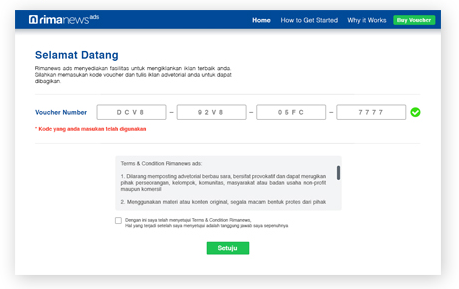 rimanews ads
Home How to Get Started Why it Works Buy Voucher
Selamat Datang
Rimanews ads menyediakan fasilitas untuk mengiklankan iklan terbaik anda.
Silahkan memasukan kode voucher dan tulis iklan advetorial anda untuk dapat
dibagikan
Voucher Number DCV8 – 92V8 – 05FC – 7777
* Kode yang anda masukan telah digunakan
Terms & Condition Rimanews ads:
1. Dilarang memposting advetorial berbau sara, bersifat provokatif dan dapat merugikan
pihak perseorangan, kelompok, komunitas, masyarakat atau badan usaha non-profit
maupun komersil
2. Menggunakan materi atau konten original, segala macam bentuk protes dari pihak
Dengan ini saya telah menyetujui Terms & Condition Rimanews,
Hal yang terjadi setelah saya menyetujui adalah tanggung jawab saya sepenuhnya
Setuju